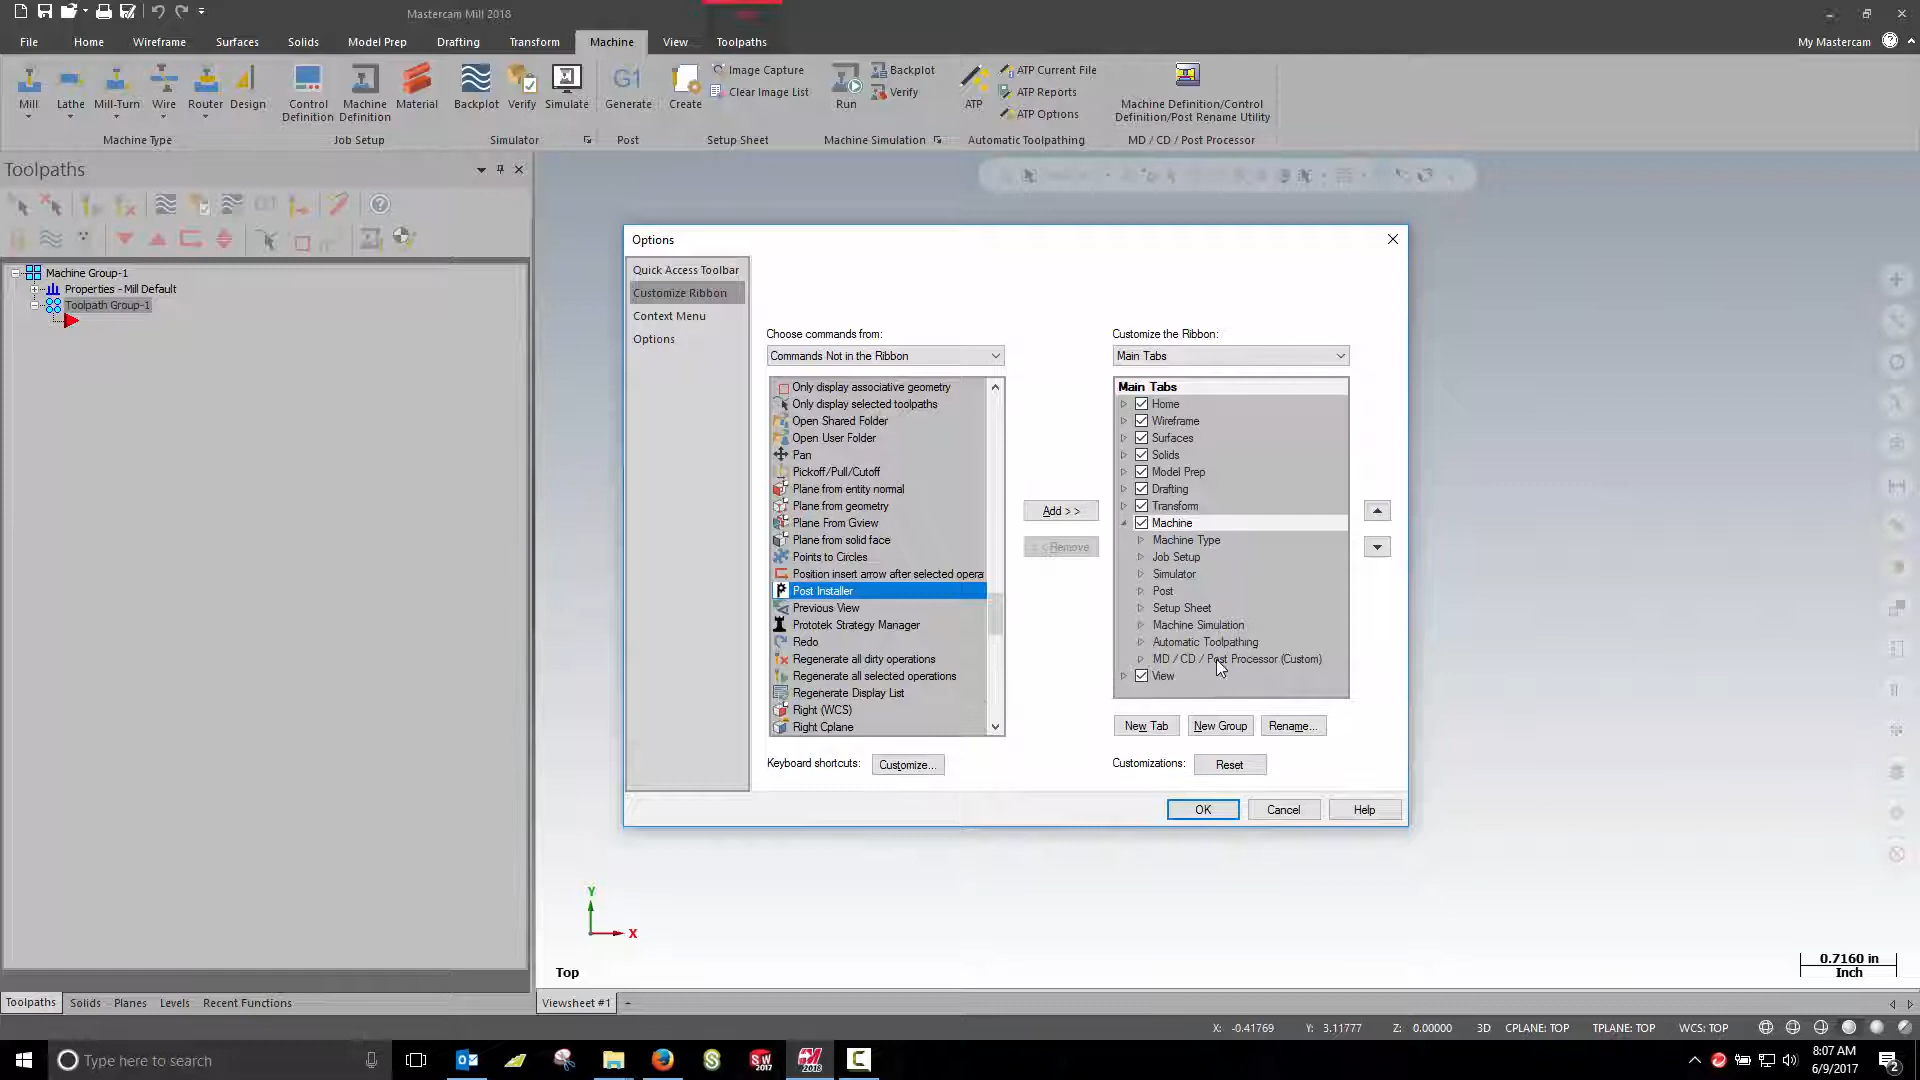 Mastercam Mill 2018
File Home Wireframe Surfaces Solids Model Prep Drafting Transform Machine View Toolpaths My Mastercam
Mill Lathe Mill-Turn Wire Router Design
Machine Type
Control Definition
Machine Definition
Material
Job Setup
Backplot Verify Simulate
Simulator
G1
Generate
Post
Create
Image Capture
Clear Image List
Setup Sheet
Run
Backplot
Verify
Machine Simulation
ATP
ATP Current File
ATP Reports
ATP Options
Automatic Toolpathing
Machine Definition/Control
Definition/Post Rename Utility
MD / CD / Post Processor
Toolpaths
Machine Group-1
Properties - Mill Default
Toolpath Group-1
Options
Quick Access Toolbar
Customize Ribbon
Context Menu
Options
Choose commands from:
Commands Not in the Ribbon
Only display associative geometry
Only display selected toolpaths
Open Shared Folder
Open User Folder
Pan
Pickoff/Pull/Cutoff
Plane from entity normal
Plane from geometry
Plane From Gview
Plane from solid face
Points to Circles
Position insert arrow after selected opera
Post Installer
Previous View
Prototek Strategy Manager
Redo
Regenerate all dirty operations
Regenerate all selected operations
Regenerate Display List
Right (WCS)
Right Cplane
Keyboard shortcuts: Customize...
Add > >
< < Remove
Customize the Ribbon:
Main Tabs
Main Tabs
Home
Wireframe
Surfaces
Solids
Model Prep
Drafting
Transform
Machine
Machine Type
Job Setup
Simulator
Post
Setup Sheet
Machine Simulation
Automatic Toolpathing
MD / CD / Post Processor (Custom)
View
New Tab New Group Rename...
Customizations: Reset
OK Cancel Help
Y
X
Top
0.7160 in
Inch
Toolpaths Solids Planes Levels Recent Functions
Viewsheet #1
X: -0.41769 Y: 3.11777 Z: 0.00000 3D CPLANE: TOP TPLANE: TOP WCS: TOP
Type here to search
8:07 AM
6/9/2017
2